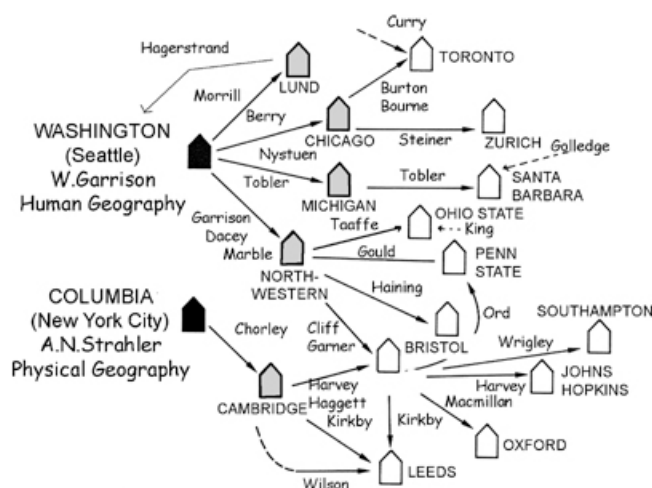 Curry
Hagerstrand
TORONTO
LUND
Morrill
Burton
Bourne
Berry
WASHINGTON
(Seattle)
W.Garrison
Human Geography
CHICAGO
Steiner
ZURICH
Nystuen
Golledge
Tobler
MICHIGAN
Tobler
SANTA
BARBARA
Garrison
Dacey
Marble
Taaffe
OHIO STATE
King
Gould
PENN
STATE
NORTH-
WESTERN
Haining
COLUMBIA
(New York City)
A.N.Strahler
Physical Geography
Chorley
Cliff
Garner
BRISTOL
Ord
SOUTHAMPTON
Wrigley
CAMBRIDGE
Harvey
Haggett
Kirkby
Harvey
Macmillan
JOHNS
HOPKINS
Kirkby
OXFORD
LEEDS
Wilson